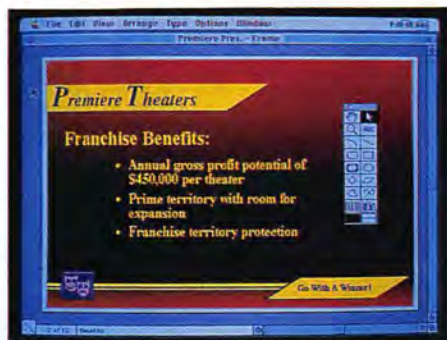 File Edit View Arrange Type Options Window
Premiere Pres. - Frame
Premiere Theaters
Franchise Benefits:
• Annual gross profit potential of
$450,000 per theater
• Prime territory with room for
expansion
• Franchise territory protection
Go With A Winner!